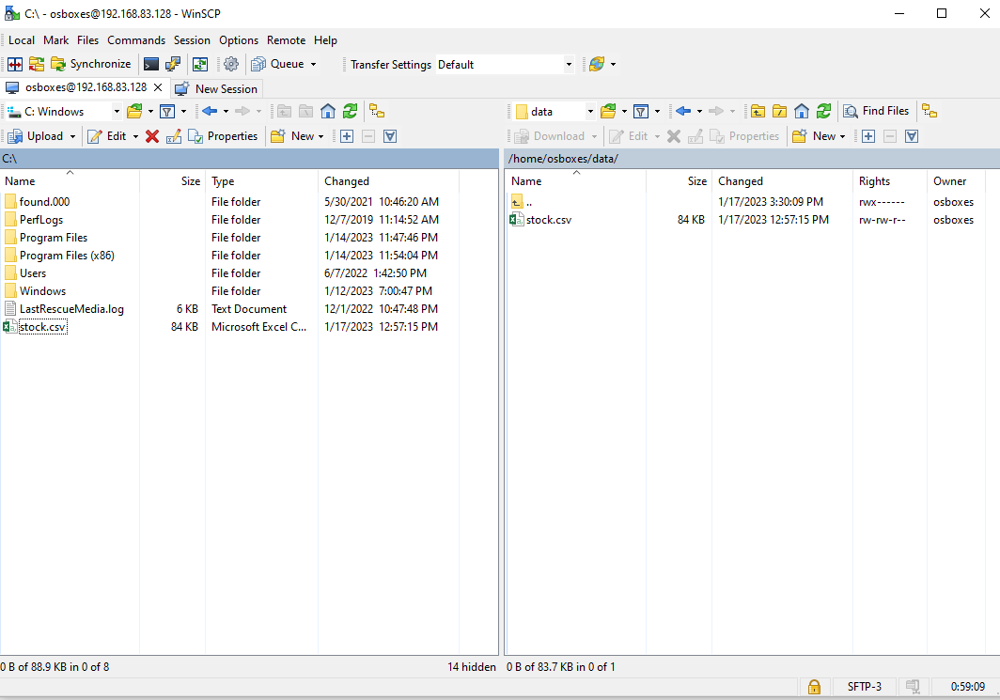 C:\ - osboxes@192.168.83.128 - WinSCP
Local Mark Files Commands Session Options Remote Help
Synchronize Queue Transfer Settings Default
osboxes@192.168.83.128 New Session
C: Windows
data Find Files
Upload Edit Properties New
Download Edit Properties New
C:\
Name Size Type Changed
found.000 File folder 5/30/2021 10:46:20 AM
PerfLogs File folder 12/7/2019 11:14:52 AM
Program Files File folder 1/14/2023 11:47:46 PM
Program Files (x86) File folder 1/14/2023 11:54:04 PM
Users File folder 6/7/2022 1:42:50 PM
Windows File folder 1/12/2023 7:00:47 PM
LastRescueMedia.log 6 KB Text Document 12/1/2022 10:47:48 PM
stock.csv 84 KB Microsoft Excel C... 1/17/2023 12:57:15 PM
/home/osboxes/data/
Name Size Changed Rights Owner
.. 1/17/2023 3:30:09 PM rwx------ osboxes
stock.csv 84 KB 1/17/2023 12:57:15 PM rw-rw-r-- osboxes
0 B of 88.9 KB in 0 of 8 14 hidden
0 B of 83.7 KB in 0 of 1
SFTP-3 0:59:09